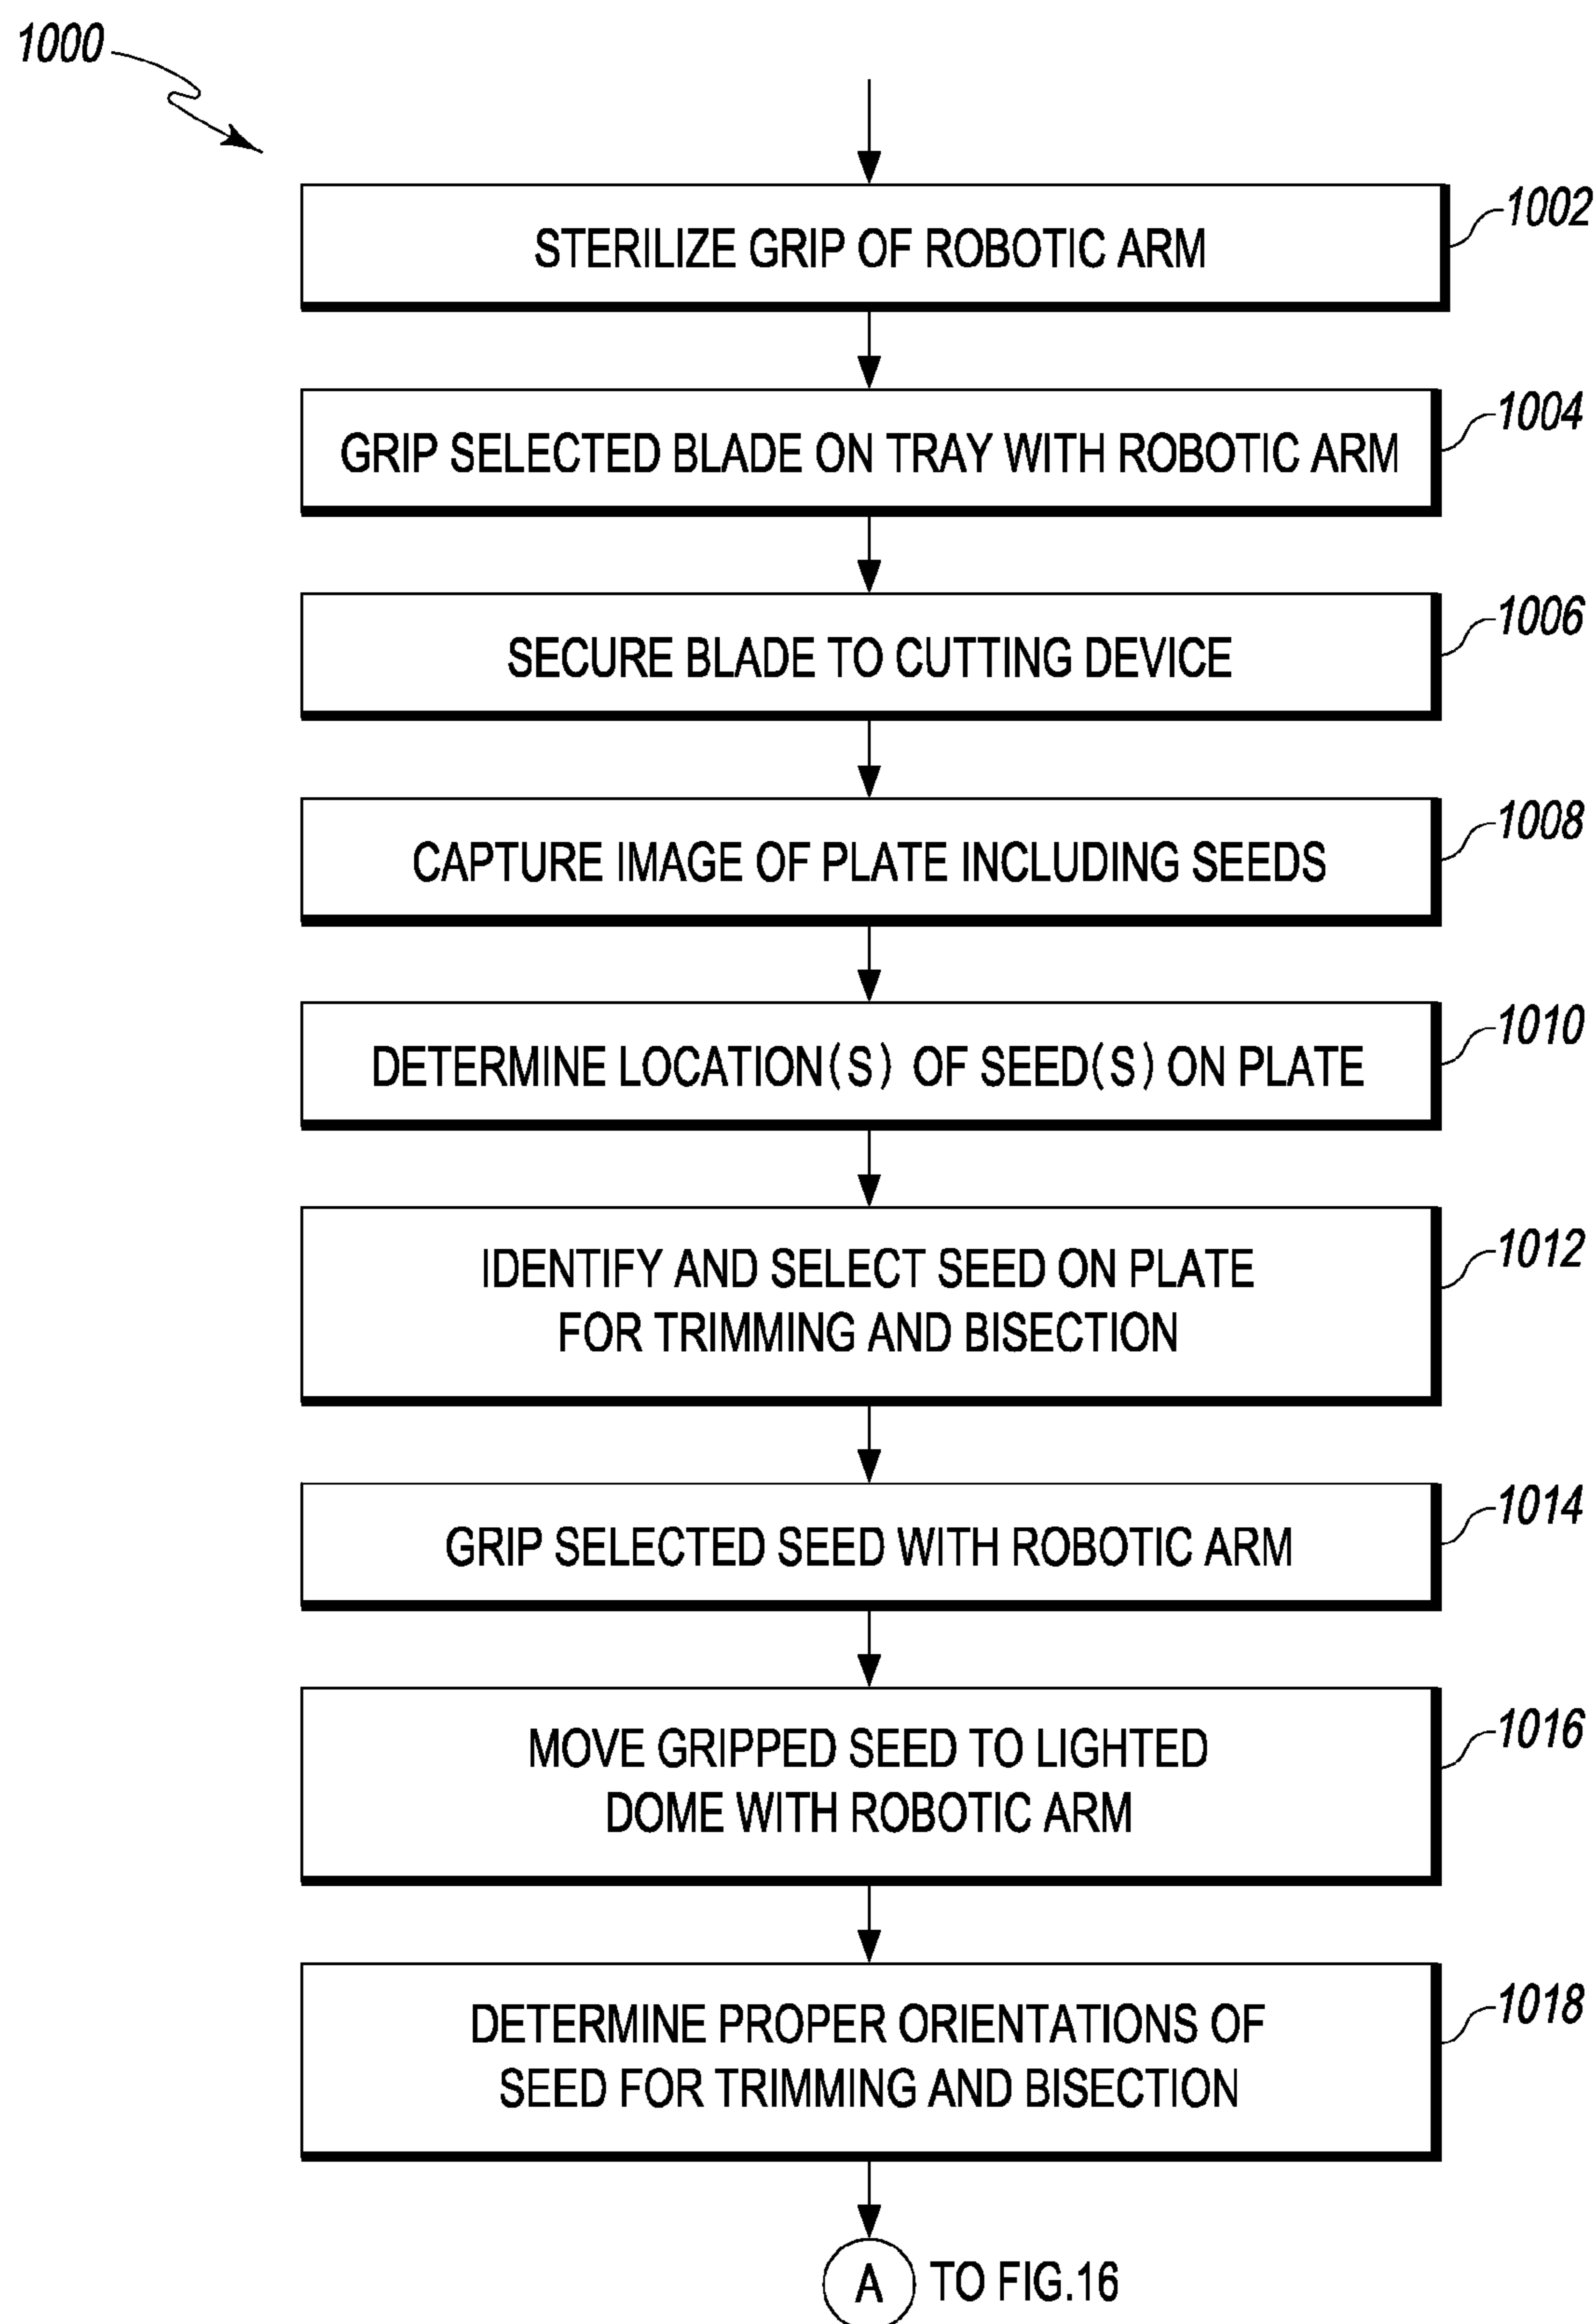 1000
STERILIZE GRIP OF ROBOTIC ARM
1002
GRIP SELECTED BLADE ON TRAY WITH ROBOTIC ARM
1004
SECURE BLADE TO CUTTING DEVICE
1006
CAPTURE IMAGE OF PLATE INCLUDING SEEDS
1008
DETERMINE LOCATION(S) OF SEED(S) ON PLATE
1010
IDENTIFY AND SELECT SEED ON PLATE
FOR TRIMMING AND BISECTION
1012
GRIP SELECTED SEED WITH ROBOTIC ARM
1014
MOVE GRIPPED SEED TO LIGHTED
DOME WITH ROBOTIC ARM
1016
DETERMINE PROPER ORIENTATIONS OF
SEED FOR TRIMMING AND BISECTION
1018
A TO FIG.16